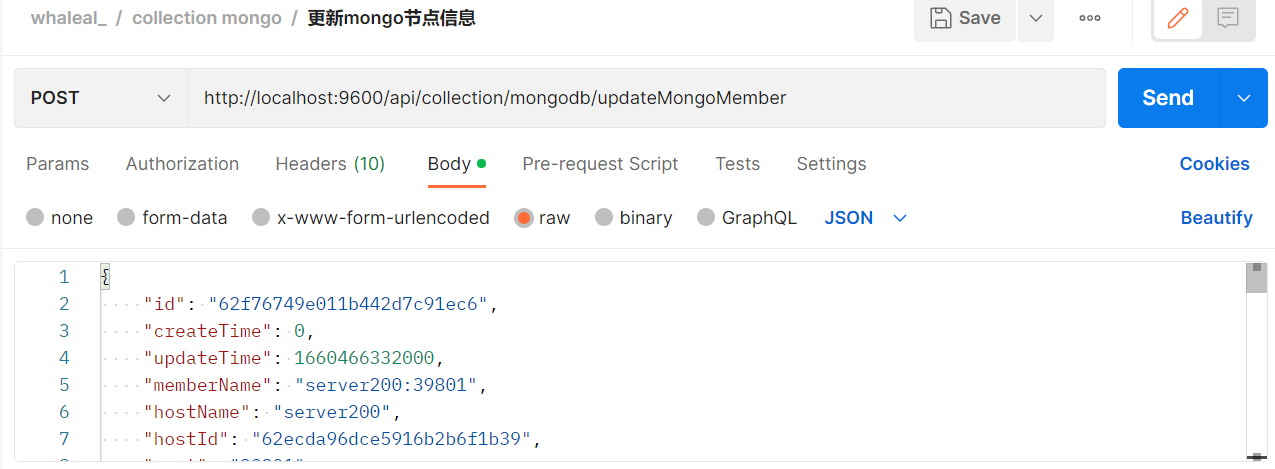 whaleal_ / collection mongo / 更新mongo节点信息 Save
POST http://localhost:9600/api/collection/mongodb/updateMongoMember Send
Params Authorization Headers (10) Body Pre-request Script Tests Settings Cookies
none form-data x-www-form-urlencoded raw binary GraphQL JSON Beautify
1 {
2 "id": "62f76749e011b442d7c91ec6",
3 "createTime": 0,
4 "updateTime": 1660466332000,
5 "memberName": "server200:39801",
6 "hostName": "server200",
7 "hostId": "62ecda96dce5916b2b6f1b39",